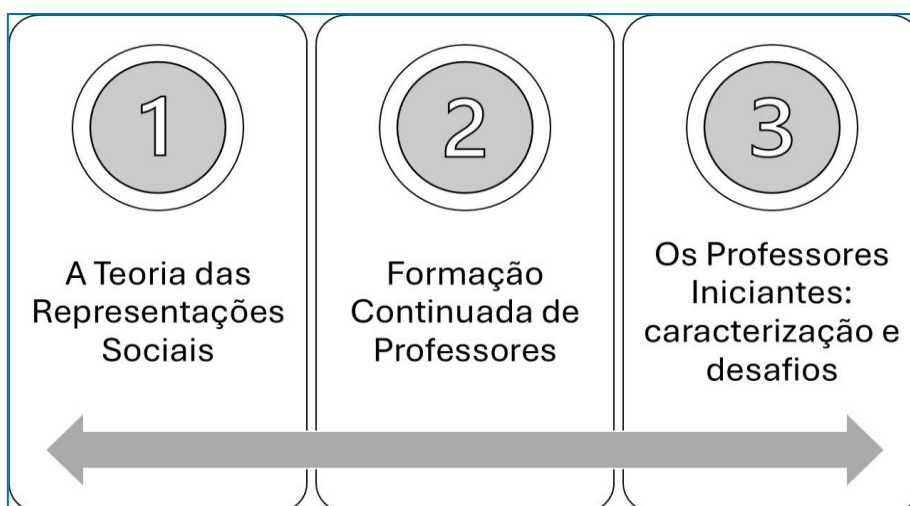 1
A Teoria das
Representações
Sociais
2
Formação
Continuada de
Professores
3
Os Professores
Iniciantes:
caracterização e
desafios